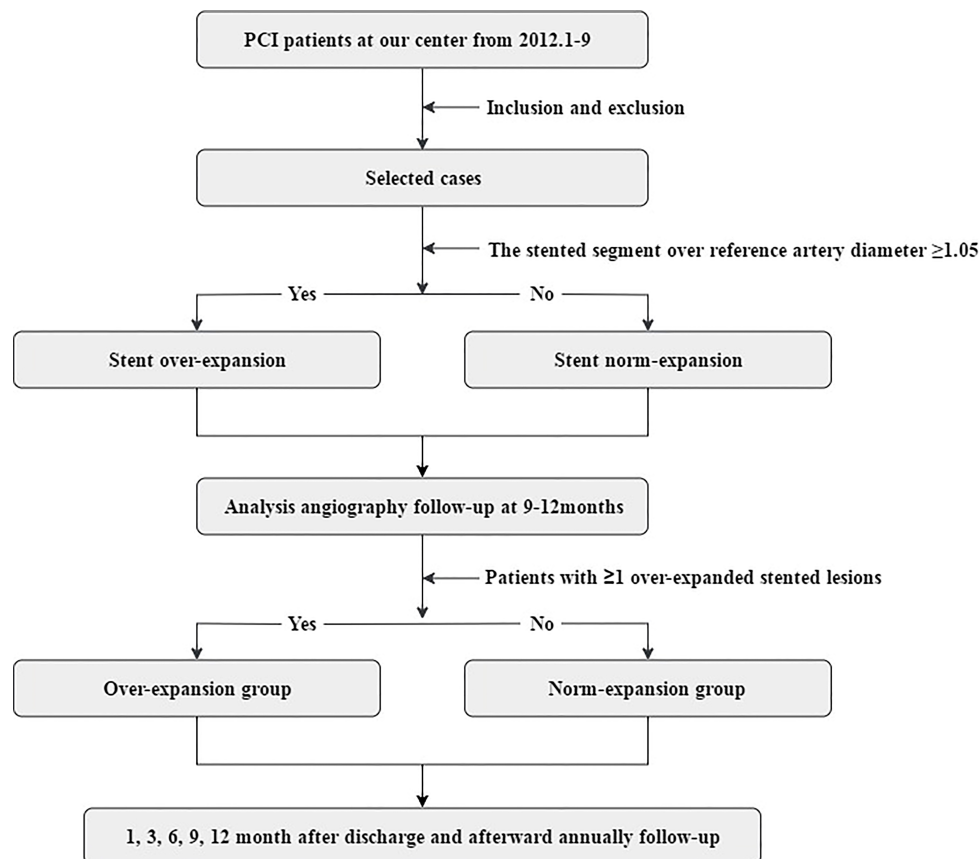 PCI patients at our center from 2012.1-9
Inclusion and exclusion
Selected cases
The stented segment over reference artery diameter ≥1.05
Yes
No
Stent over-expansion
Stent norm-expansion
Analysis angiography follow-up at 9-12months
Patients with ≥1 over-expanded stented lesions
Yes
No
Over-expansion group
Norm-expansion group
1, 3, 6, 9, 12 month after discharge and afterward annually follow-up